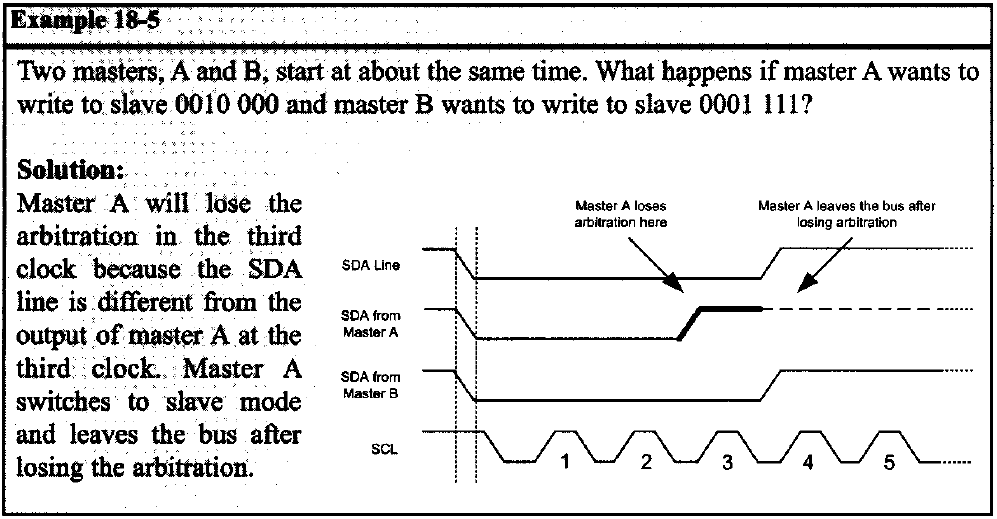 Example 18-5
Two masters, A and B, start at about the same time. What happens if master A wants to
write to slave 0010 000 and master B wants to write to slave 0001 111?
Solution:
Master A will lose the
arbitration in the third
clock because the SDA
line is different from the
output of master A at the
third clock. Master A
switches to slave mode
and leaves the bus after
losing the arbitration.
Master A loses
arbitration here
Master A leaves the bus after
losing arbitration
SDA Line
SDA from
Master A
SDA from
Master B
SCL
1 2 3 4 5